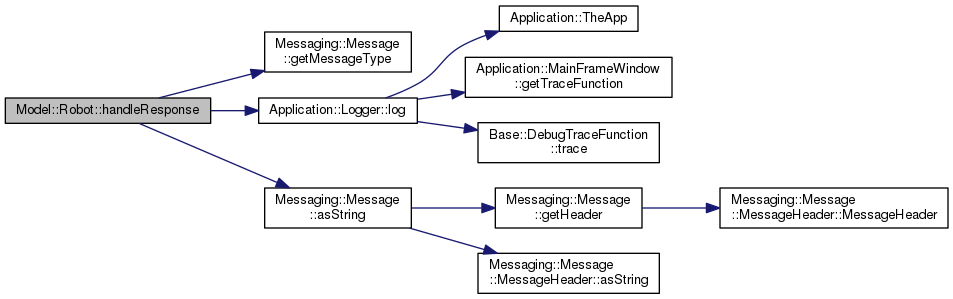 Model::Robot::handleResponse
Messaging::Message
::getMessageType
Application::Logger::log
Application::TheApp
Application::MainFrameWindow
::getTraceFunction
Base::DebugTraceFunction
::trace
Messaging::Message
::asString
Messaging::Message
::getHeader
Messaging::Message
::MessageHeader::MessageHeader
Messaging::Message
::MessageHeader::asString